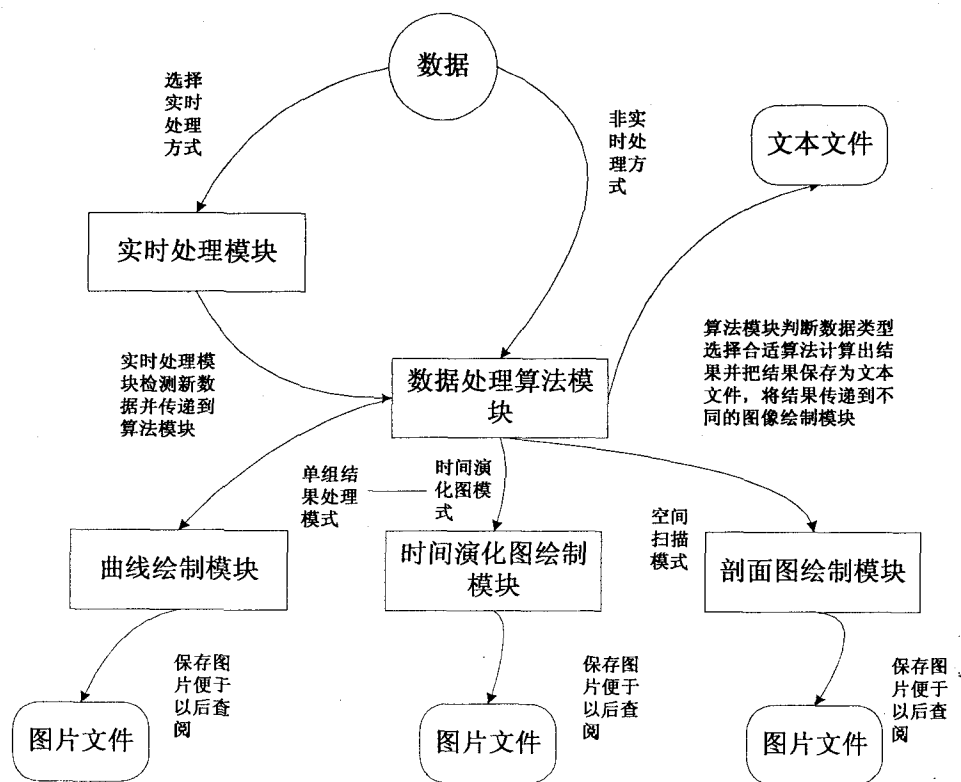 数据
选择
实时
处理
方式
非实
时处
理方
式
文本文件
实时处理模块
算法模块判断数据类型
选择合适算法计算出结
果并把结果保存为文本
文件，将结果传递到不
同的图像绘制模块
实时处理模
块检测新数
据并传递到
算法模块
数据处理算法模
块
单组结
果处理
模式
时间演
化图模
式
空间
扫描
模式
曲线绘制模块
时间演化图绘制
模块
剖面图绘制模块
保存图
片便于
以后查
阅
保存图
片便于
以后查
阅
保存图
片便于
以后查
阅
图片文件
图片文件
图片文件